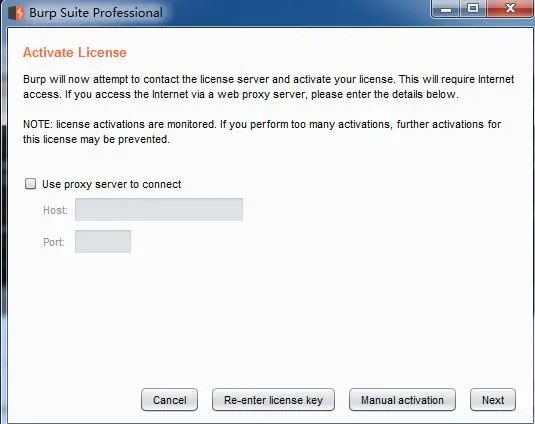 Burp Suite Professional
Activate License
Burp will now attempt to contact the license server and activate your license. This will require Internet
access. If you access the Internet via a web proxy server, please enter the details below.
NOTE: license activations are monitored. If you perform too many activations, further activations for
this license may be prevented.
Use proxy server to connect
Host:
Port:
Cancel
Re-enter license key
Manual activation
Next